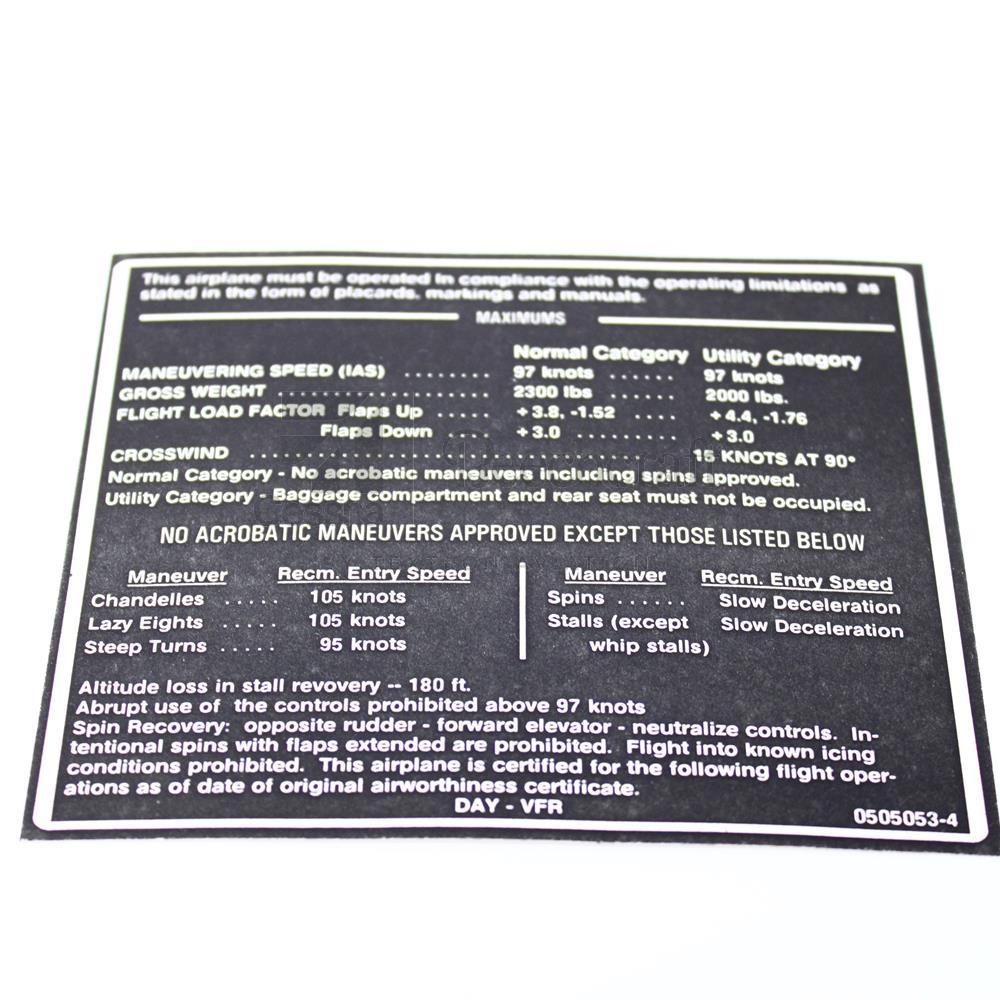 This airplane must be operated in compliance with the operating limitations as
stated in the form of placards, markings and manuals.
MAXIMUMS
Normal Category Utility Category
MANEUVERING SPEED (IAS) ........ 97 knots ...... 97 knots
GROSS WEIGHT .................... 2300 lbs ...... 2000 lbs.
FLIGHT LOAD FACTOR Flaps Up ..... +3.8, -1.52 .... +4.4, -1.76
Flaps Down .... +3.0 ......... +3.0
CROSSWIND .................................... 15 KNOTS AT 90°
Normal Category - No acrobatic maneuvers including spins approved.
Utility Category - Baggage compartment and rear seat must not be occupied.
NO ACROBATIC MANEUVERS APPROVED EXCEPT THOSE LISTED BELOW
Maneuver Recm. Entry Speed Maneuver Recm. Entry Speed
Chandelles ..... 105 knots Spins ...... Slow Deceleration
Lazy Eights ..... 105 knots Stalls (except Slow Deceleration
Steep Turns ..... 95 knots whip stalls)
Altitude loss in stall revovery -- 180 ft.
Abrupt use of the controls prohibited above 97 knots
Spin Recovery: opposite rudder - forward elevator - neutralize controls. In-
tentional spins with flaps extended are prohibited. Flight into known icing
conditions prohibited. This airplane is certified for the following flight oper-
ations as of date of original airworthiness certificate.
DAY - VFR
0505053-4